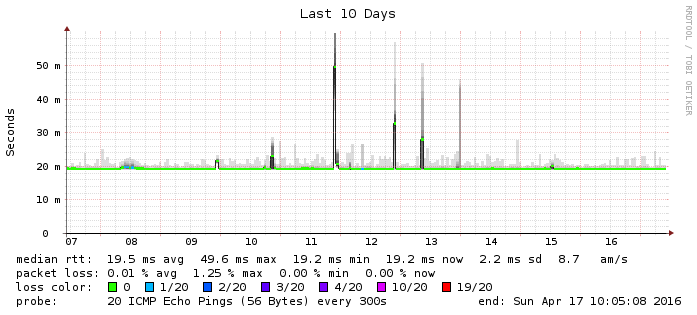 Last 10 Days
RRDTOOL / TOBI OETIKER
Seconds
50 m
40 m
30 m
20 m
10 m
0
07 08 09 10 11 12 13 14 15 16
median rtt: 19.5 ms avg 49.6 ms max 19.2 ms min 19.2 ms now 2.2 ms sd 8.7 am/s
packet loss: 0.01 % avg 1.25 % max 0.00 % min 0.00 % now
loss color: 0 1/20 2/20 3/20 4/20 10/20 19/20
probe: 20 ICMP Echo Pings (56 Bytes) every 300s end: Sun Apr 17 10:05:08 2016